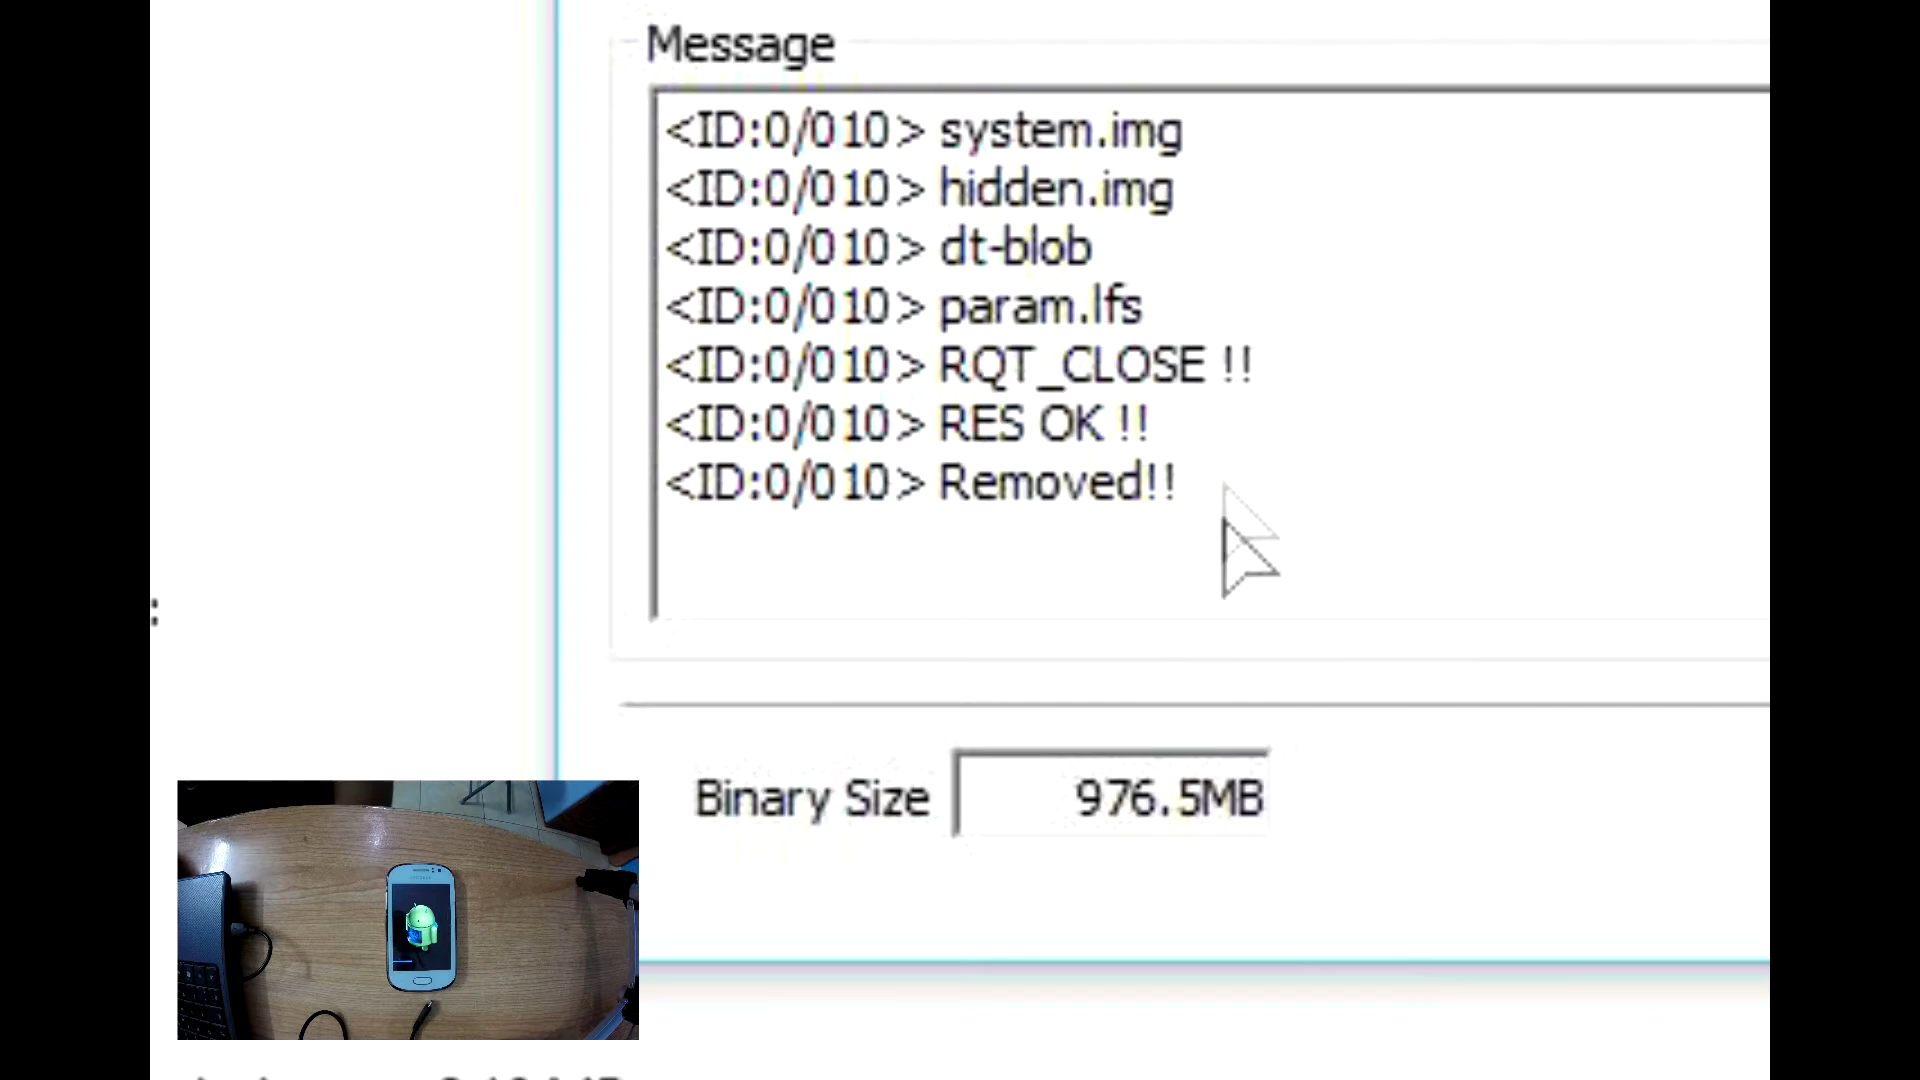 Message
<ID:0/010> system.img
<ID:0/010> hidden.img
<ID:0/010> dt-blob
<ID:0/010> param.lfs
<ID:0/010> RQT_CLOSE !!
<ID:0/010> RES OK !!
<ID:0/010> Removed!!
:
Binary Size 976.5MB